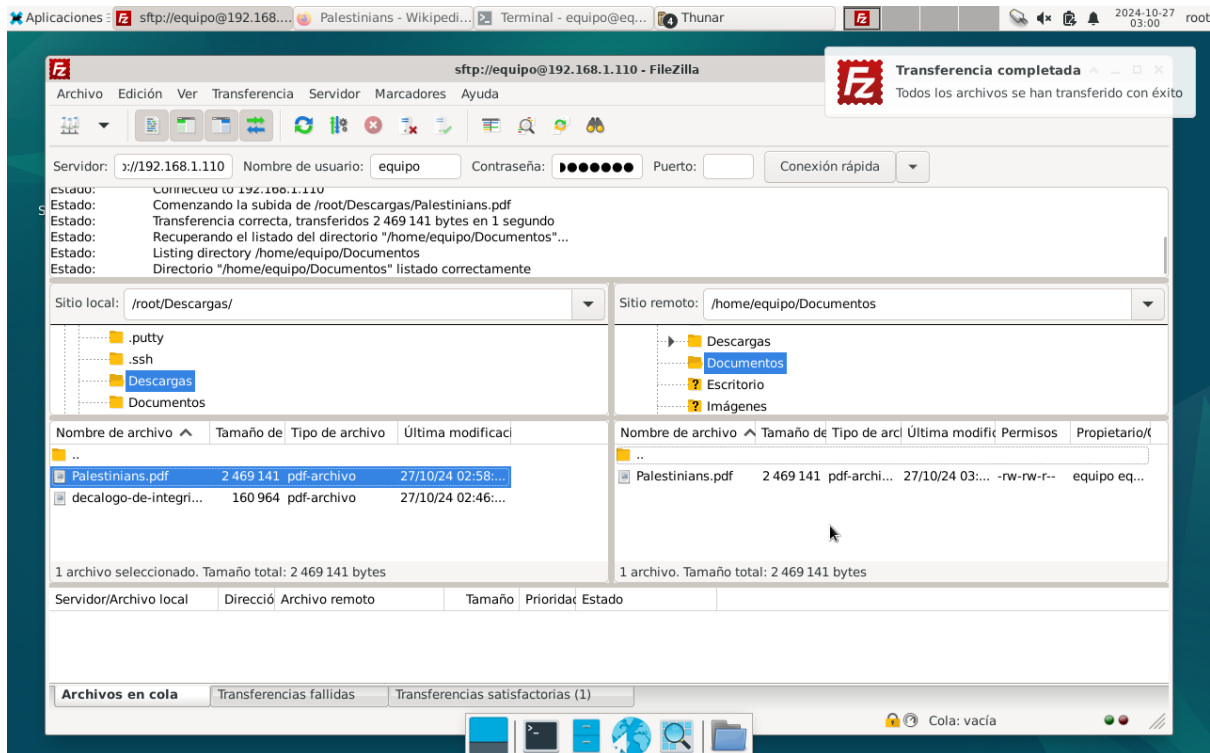 Aplicaciones
sftp://equipo@192.168....
Palestinians - Wikipedi...
Terminal - equipo@eq...
4
Thunar
2024-10-27
03:00
root
sftp://equipo@192.168.1.110 - FileZilla
Transferencia completada
Todos los archivos se han transferido con éxito
Archivo Edición Ver Transferencia Servidor Marcadores Ayuda
Servidor: ›://192.168.1.110 Nombre de usuario: equipo Contraseña: ●●●●●●● Puerto: Conexión rápida
Estado: Connected to 192.168.1.110
Estado: Comenzando la subida de /root/Descargas/Palestinians.pdf
Estado: Transferencia correcta, transferidos 2 469 141 bytes en 1 segundo
Estado: Recuperando el listado del directorio "/home/equipo/Documentos"...
Estado: Listing directory /home/equipo/Documentos
Estado: Directorio "/home/equipo/Documentos" listado correctamente
Sitio local: /root/Descargas/
.putty
.ssh
Descargas
Documentos
Nombre de archivo Tamaño de Tipo de archivo Última modificaci
..
Palestinians.pdf 2 469 141 pdf-archivo 27/10/24 02:58:...
decalogo-de-integri... 160 964 pdf-archivo 27/10/24 02:46:...
1 archivo seleccionado. Tamaño total: 2 469 141 bytes
Sitio remoto: /home/equipo/Documentos
Descargas
Documentos
? Escritorio
? Imágenes
Nombre de archivo Tamaño de Tipo de arcl Última modific Permisos Propietario/(
..
Palestinians.pdf 2 469 141 pdf-archi... 27/10/24 03:... -rw-rw-r-- equipo eq...
1 archivo. Tamaño total: 2 469 141 bytes
Servidor/Archivo local Direcció Archivo remoto Tamaño Prioridad Estado
Archivos en cola Transferencias fallidas Transferencias satisfactorias (1)
Cola: vacía